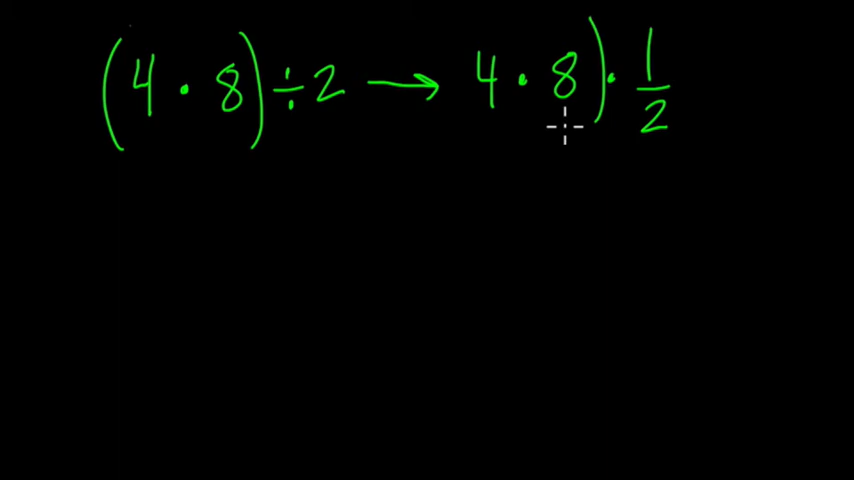 (4 · 8) ÷ 2 → 4 · 8) · 1/2